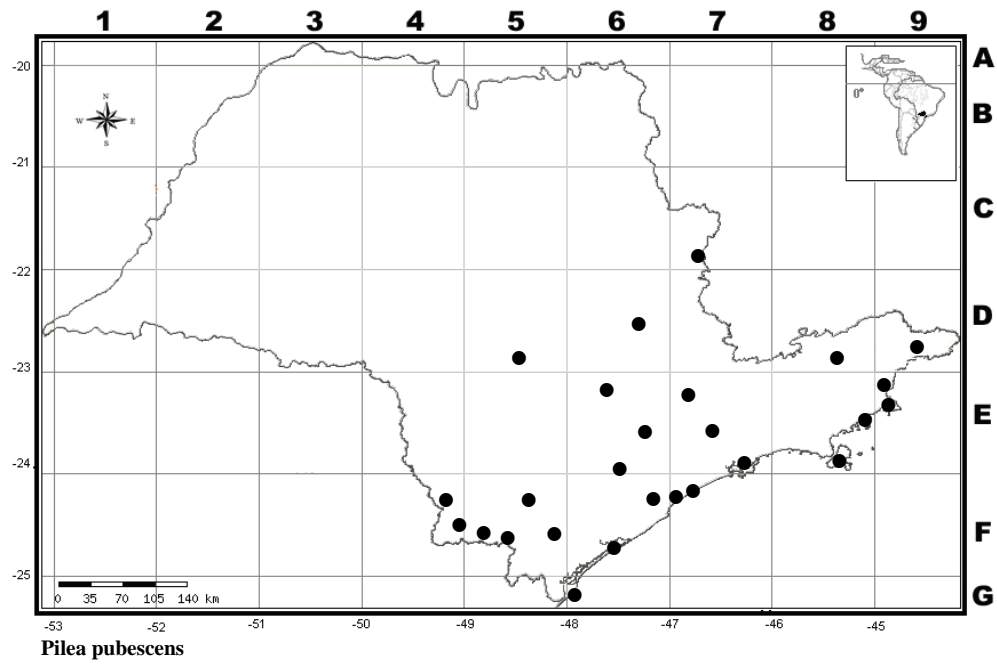 1 2 3 4 5 6 7 8 9
-20
-21
-22
-23
-24
-25
A
B
C
D
E
F
G
N
W E
S
0°
0 35 70 105 140 km
-53 -52 -51 -50 -49 -48 -47 -46 -45
Pilea pubescens